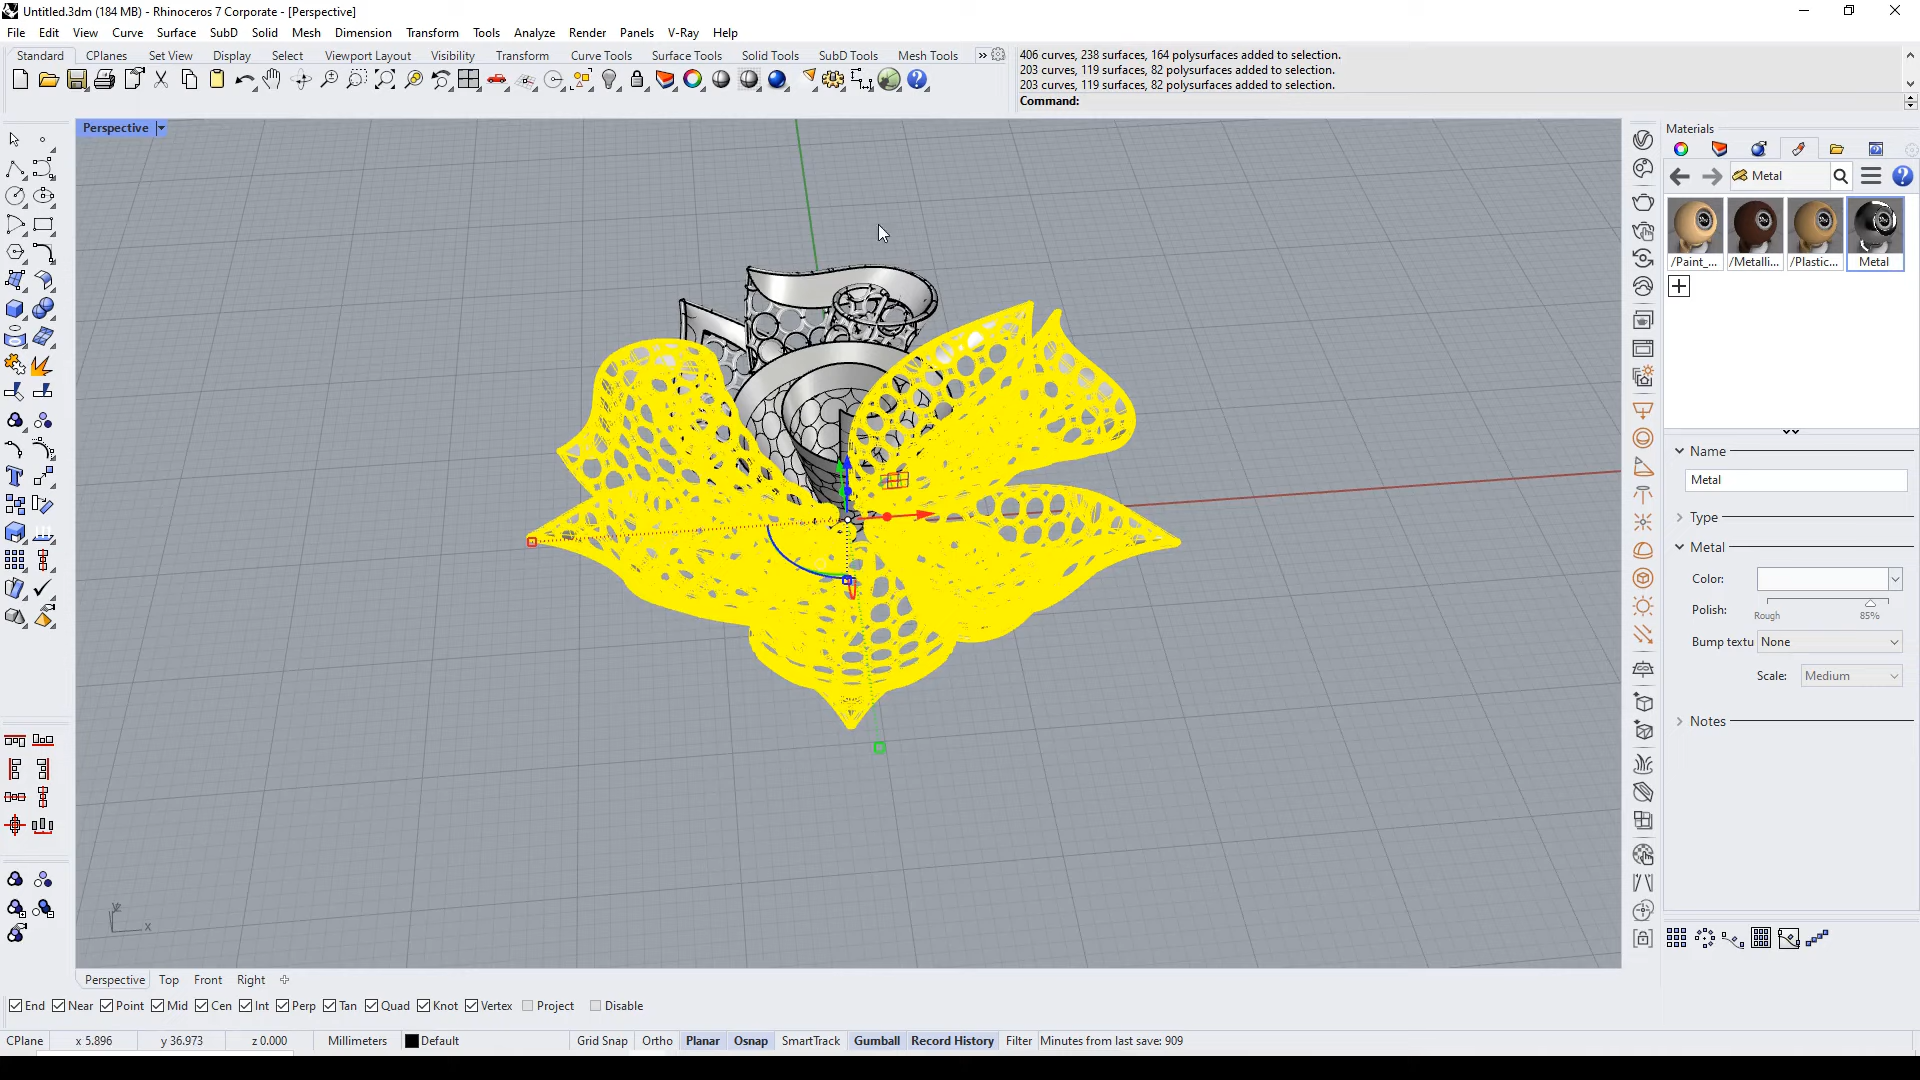 Untitled.3dm (184 MB) - Rhinoceros 7 Corporate - [Perspective]
File Edit View Curve Surface SubD Solid Mesh Dimension Transform Tools Analyze Render Panels V-Ray Help
Standard CPlanes Set View Display Select Viewport Layout Visibility Transform Curve Tools Surface Tools Solid Tools SubD Tools Mesh Tools »
406 curves, 238 surfaces, 164 polysurfaces added to selection.
203 curves, 119 surfaces, 82 polysurfaces added to selection.
203 curves, 119 surfaces, 82 polysurfaces added to selection.
Command:
Perspective
Materials
Metal
/Paint_... /Metalli... /Plastic... Metal
Name
Metal
Type
Metal
Color:
Polish:
Rough 85%
Bump textu None
Scale: Medium
Notes
x
Perspective Top Front Right
End Near Point Mid Cen Int Perp Tan Quad Knot Vertex Project Disable
CPlane x 5.896 y 36.973 z 0.000 Millimeters Default Grid Snap Ortho Planar Osnap SmartTrack Gumball Record History Filter Minutes from last save: 909